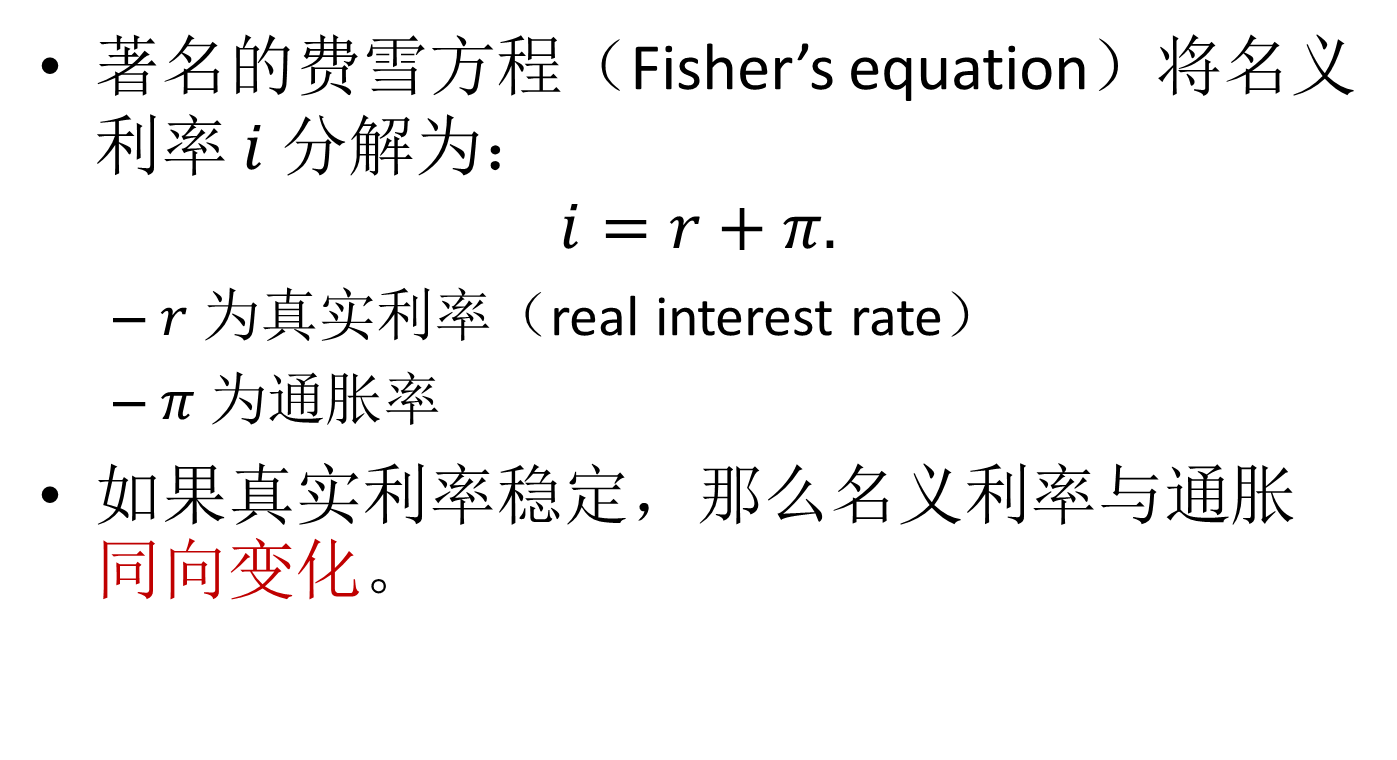 • 著名的费雪方程（Fisher’s equation）将名义
利率 𝑖 分解为：
𝑖 = 𝑟 + 𝜋.
– 𝑟 为真实利率（real interest rate）
– 𝜋 为通胀率
• 如果真实利率稳定，那么名义利率与通胀
同向变化。